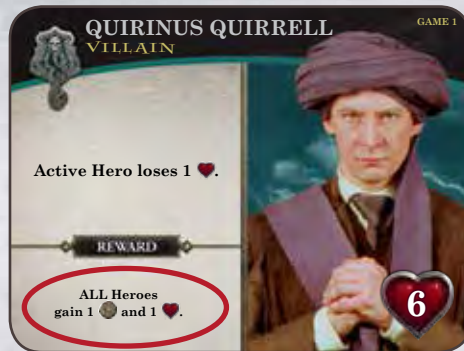 QUIRINUS QUIRRELL
GAME 1
VILLAIN
Active Hero loses 1 .
REWARD
ALL Heroes
gain 1 and 1 .
6